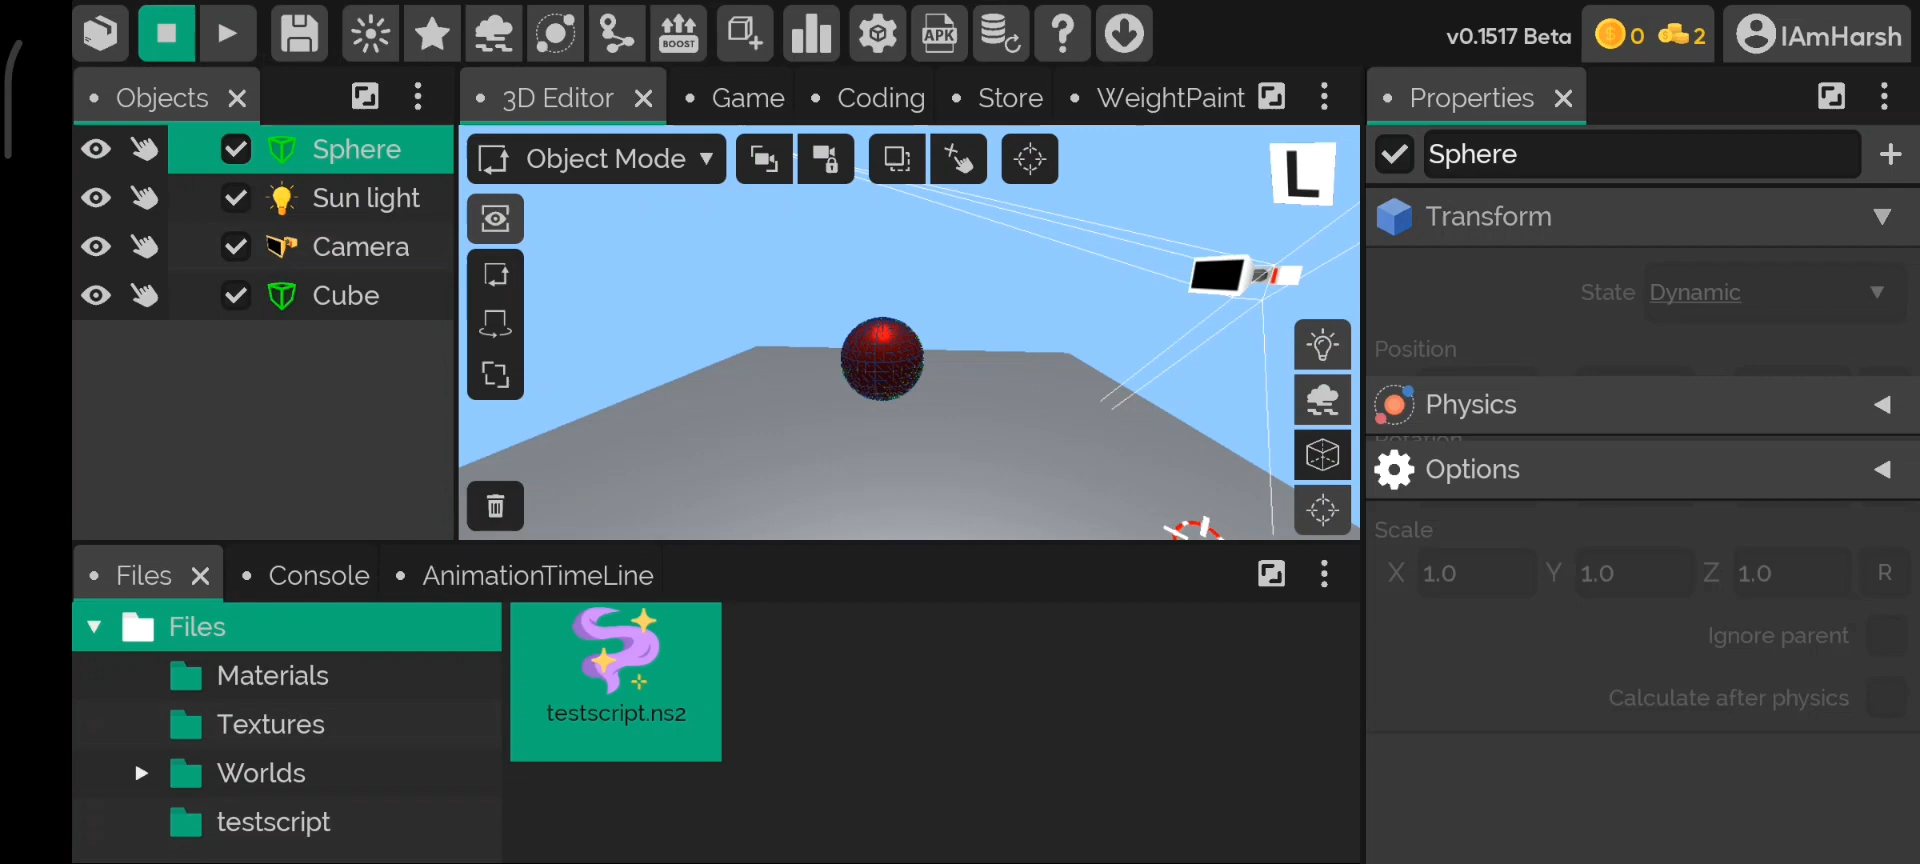 BOOST
APK
v0.1517 Beta
0
2
IAmHarsh
Objects
3D Editor
Game
Coding
Store
WeightPaint
Properties
Sphere
Sun light
Camera
Cube
Object Mode
L
Sphere
Transform
State Dynamic
Position
Physics
Rotation
Options
Scale
X 1.0 Y 1.0 Z 1.0 R
Ignore parent
Calculate after physics
Files
Console
AnimationTimeLine
Files
Materials
Textures
Worlds
testscript
testscript.ns2